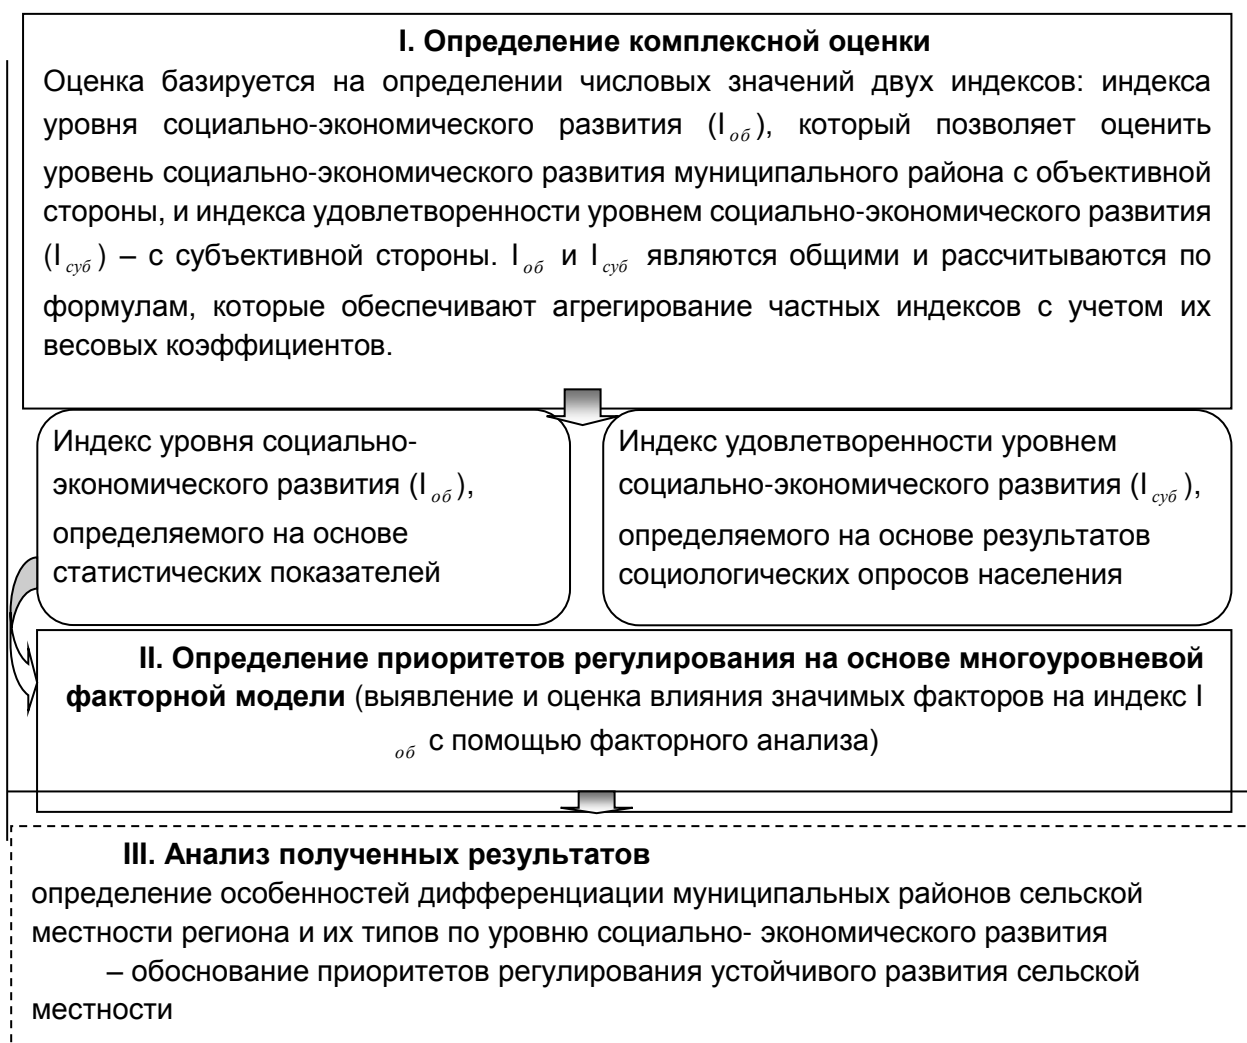 I. Определение комплексной оценки
Оценка базируется на определении числовых значений двух индексов: индекса
уровня социально-экономического развития (I об), который позволяет оценить
уровень социально-экономического развития муниципального района с объективной
стороны, и индекса удовлетворенности уровнем социально-экономического развития
(I суб) – с субъективной стороны. I об и I суб являются общими и рассчитываются по
формулам, которые обеспечивают агрегирование частных индексов с учетом их
весовых коэффициентов.
Индекс уровня социально-
экономического развития (I об),
определяемого на основе
статистических показателей
Индекс удовлетворенности уровнем
социально-экономического развития (I суб),
определяемого на основе результатов
социологических опросов населения
II. Определение приоритетов регулирования на основе многоуровневой
факторной модели (выявление и оценка влияния значимых факторов на индекс I
об с помощью факторного анализа)
III. Анализ полученных результатов
определение особенностей дифференциации муниципальных районов сельской
местности региона и их типов по уровню социально- экономического развития
– обоснование приоритетов регулирования устойчивого развития сельской
местности